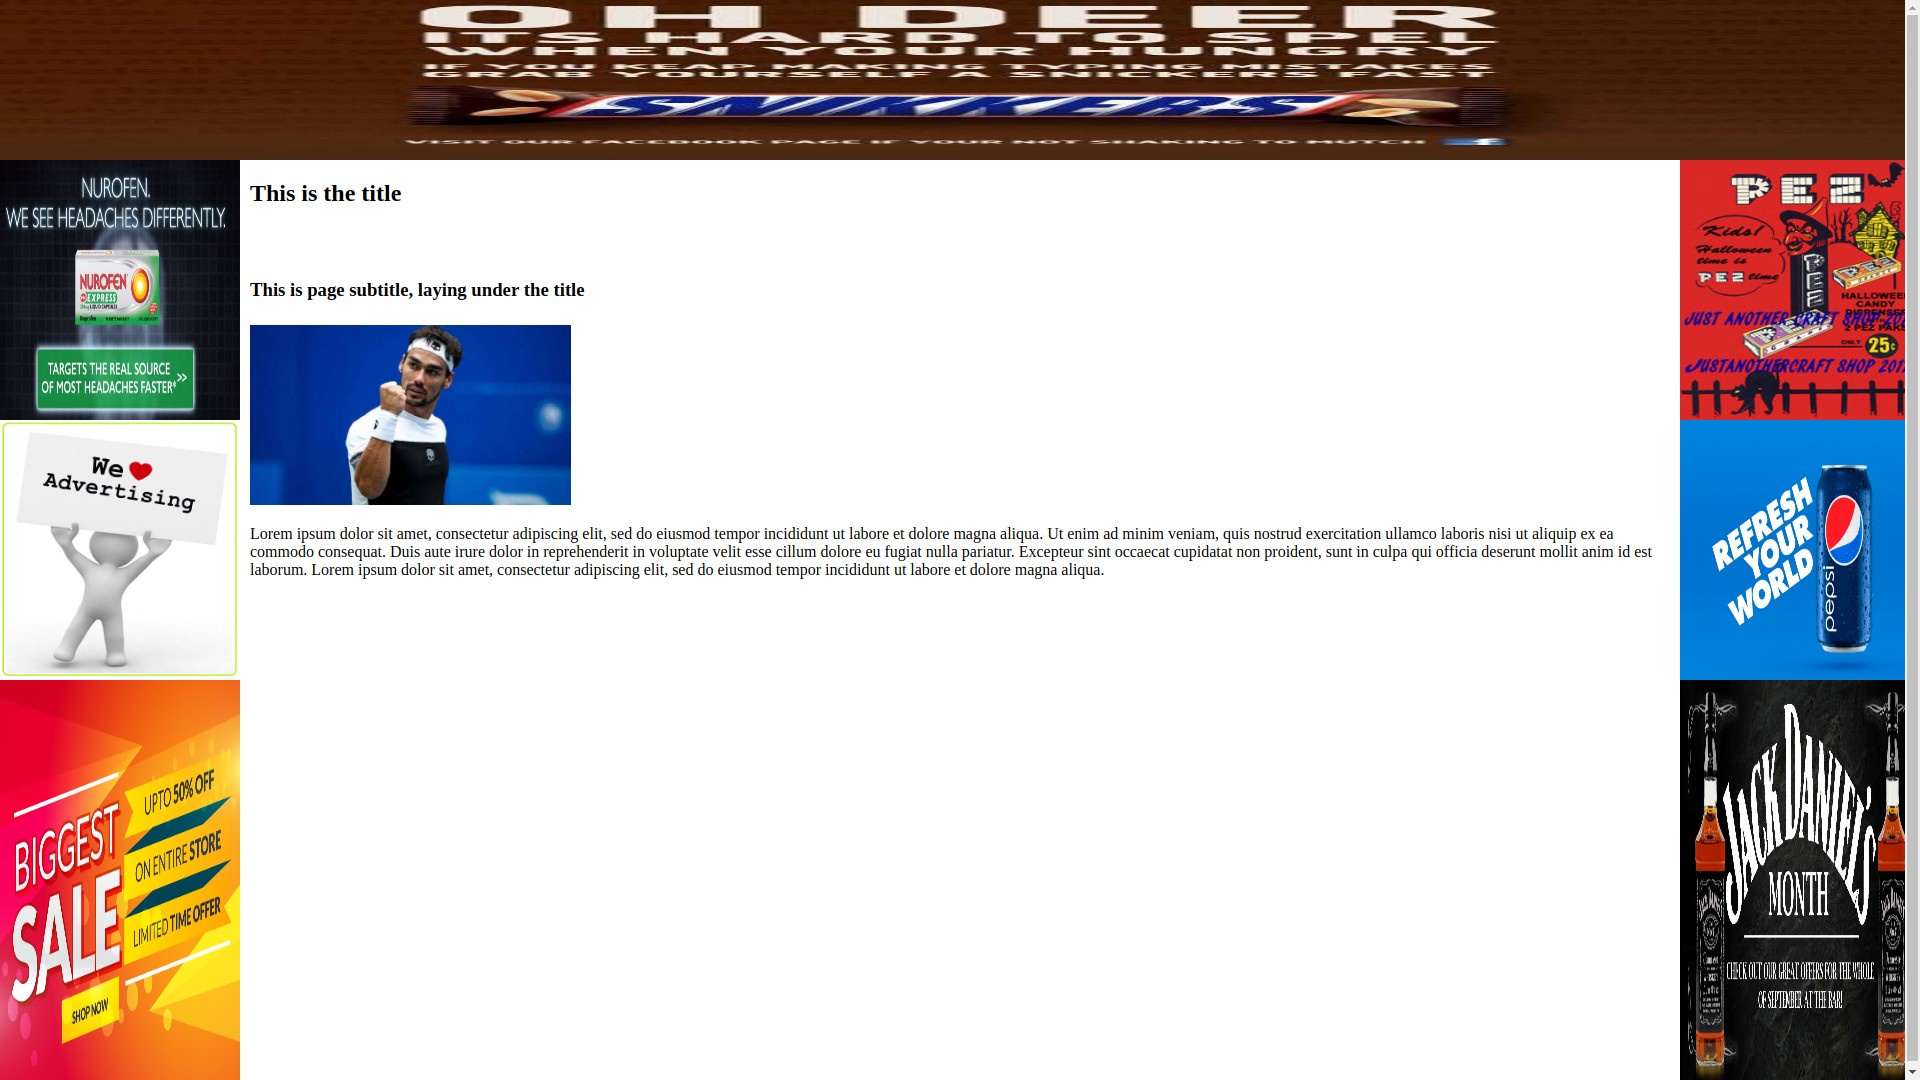 OH DEER
ITS HARD TO SPEL
WHEN YOUR HUNGRY
IF YOU KEAP MAKING TYPING MISTAKES
GRAB YOURSELF A SNICKERS FAST
SNIKKERS
VISIT OUR FACEBOOK PAGE IF YOUR NOT SHAKING TO MUTCH
NUROFEN.
WE SEE HEADACHES DIFFERENTLY.
NUROFEN
EXPRESS
TARGETS THE REAL SOURCE
OF MOST HEADACHES FASTER* »
We
Advertising
BIGGEST
SALE
UPTO 50% OFF
ON ENTIRE STORE
LIMITED TIME OFFER
SHOP NOW
This is the title
This is page subtitle, laying under the title
Lorem ipsum dolor sit amet, consectetur adipiscing elit, sed do eiusmod tempor incididunt ut labore et dolore magna aliqua. Ut enim ad minim veniam, quis nostrud exercitation ullamco laboris nisi ut aliquip ex ea
commodo consequat. Duis aute irure dolor in reprehenderit in voluptate velit esse cillum dolore eu fugiat nulla pariatur. Excepteur sint occaecat cupidatat non proident, sunt in culpa qui officia deserunt mollit anim id est
laborum. Lorem ipsum dolor sit amet, consectetur adipiscing elit, sed do eiusmod tempor incididunt ut labore et dolore magna aliqua.
PEZ
Kids!
Halloween
time is
PEZ time
PEZ
HALLOWEEN
CANDY
DISPENSER
2 PEZ PAKS
ONLY 25¢
JUST ANOTHER CRAFT SHOP
JUSTANOTHERCRAFT SHOP
REFRESH
YOUR
WORLD
pepsi
JACK DANIEL'S
MONTH
CHECK OUT OUR GREAT OFFERS FOR THE WHOLE
OF SEPTEMBER AT THE BAR!